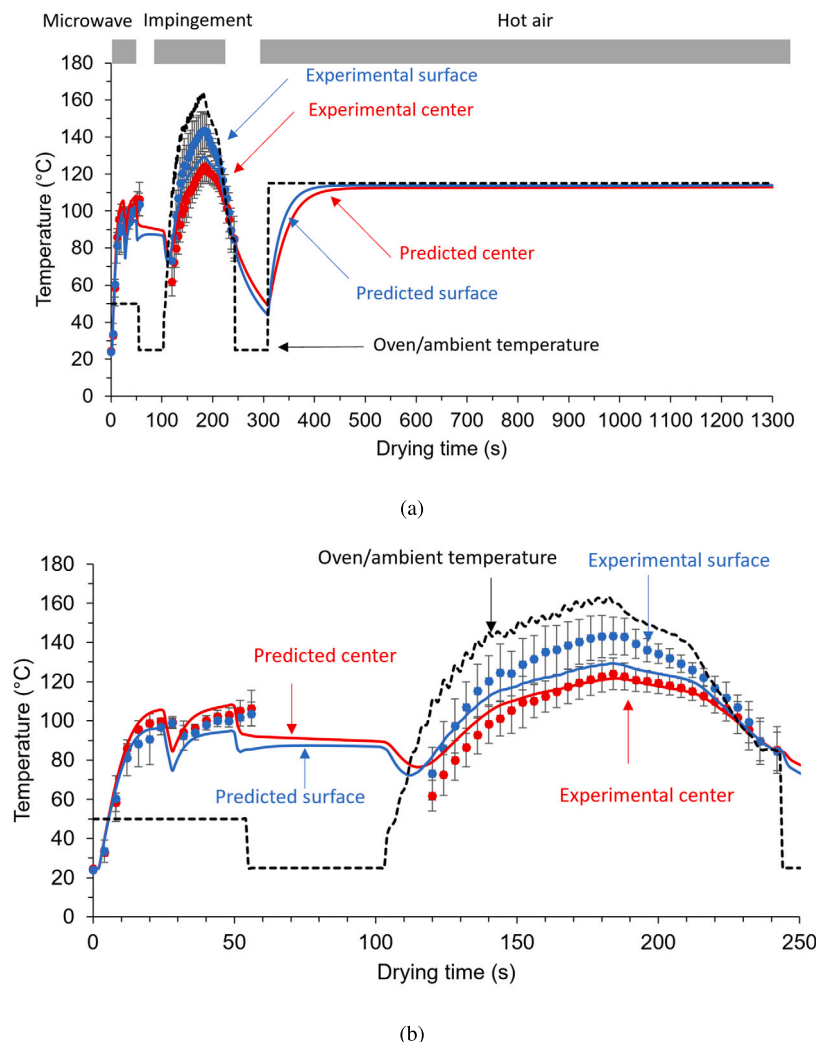 Microwave Impingement Hot air
180
160
140
120
100
80
60
40
20
0
Temperature (°C)
Experimental surface
Experimental center
Predicted center
Predicted surface
Oven/ambient temperature
0 100 200 300 400 500 600 700 800 900 1000 1100 1200 1300
Drying time (s)
(a)
180
160
140
120
100
80
60
40
20
0
Temperature (°C)
Oven/ambient temperature
Experimental surface
Predicted center
Predicted surface
Experimental center
0 50 100 150 200 250
Drying time (s)
(b)